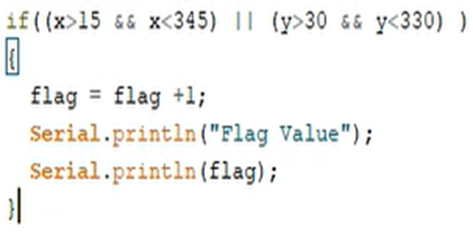 if((x>15 && x<345) || (y>30 && y<330) )
{
flag = flag +1;
Serial.println("Flag Value");
Serial.println(flag);
}